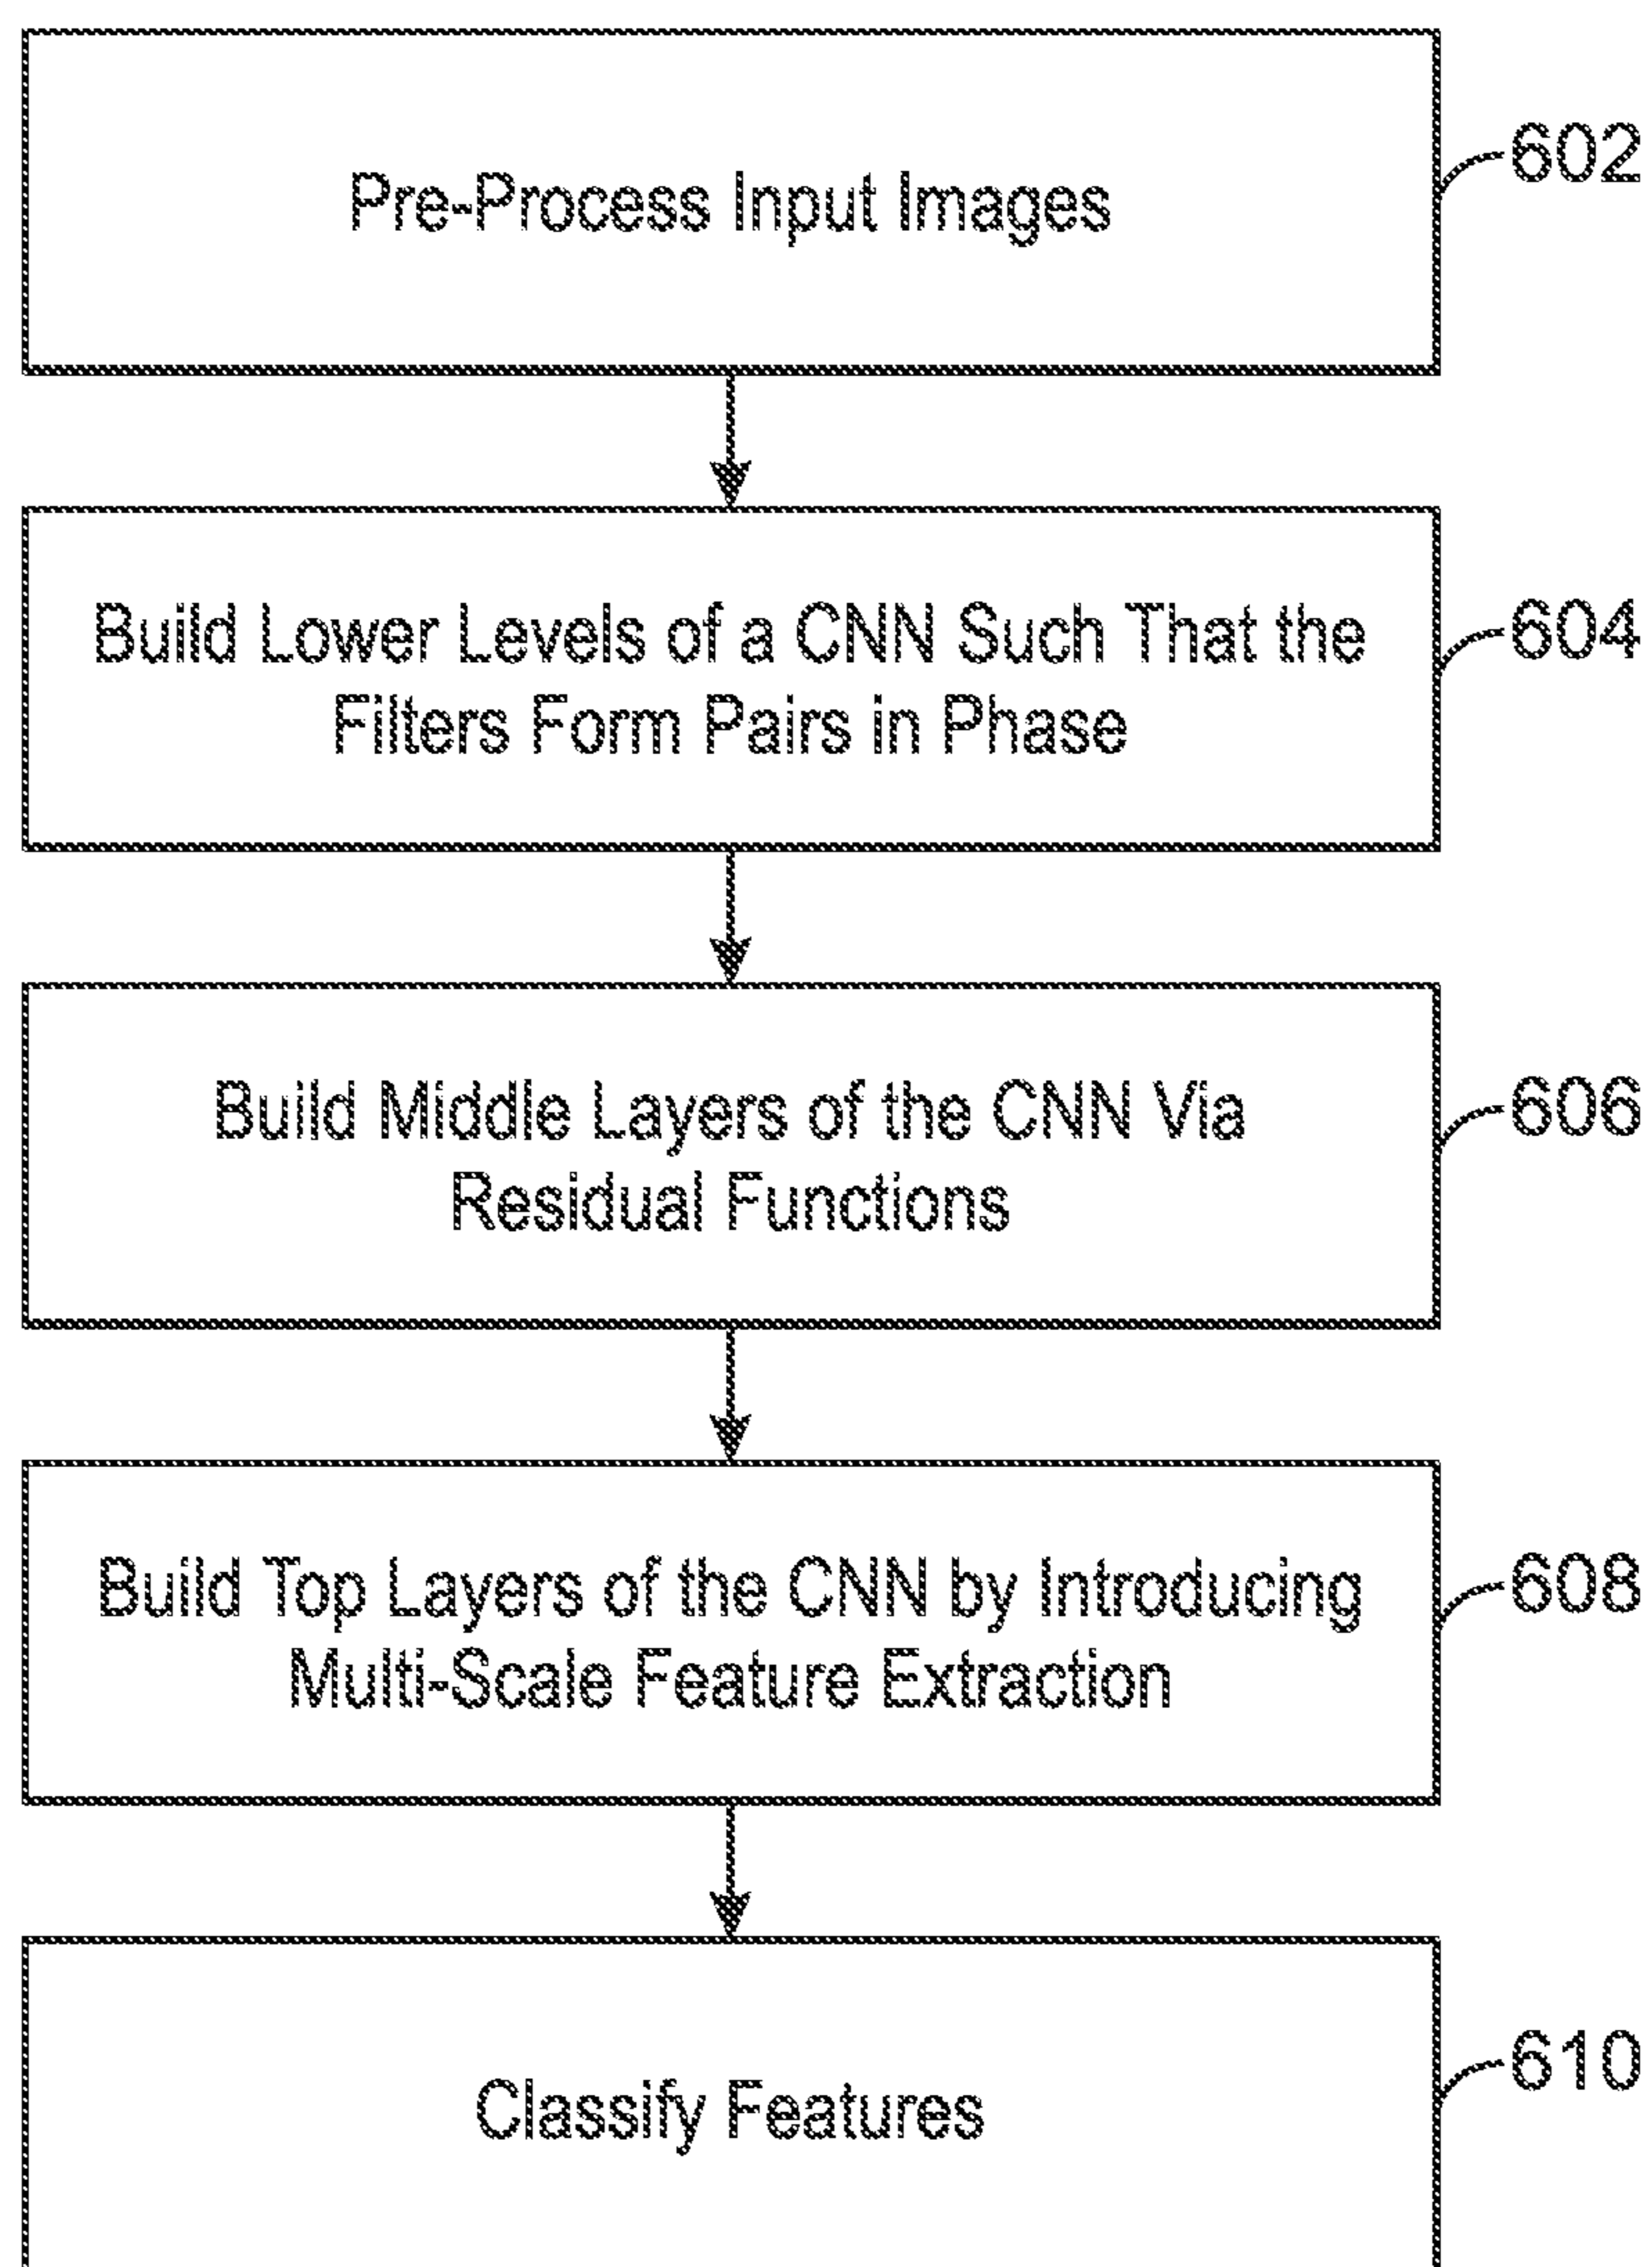 Pre-Process Input Images
602
Build Lower Levels of a CNN Such That the
Filters Form Pairs in Phase
604
Build Middle Layers of the CNN Via
Residual Functions
606
Build Top Layers of the CNN by Introducing
Multi-Scale Feature Extraction
608
Classify Features
610